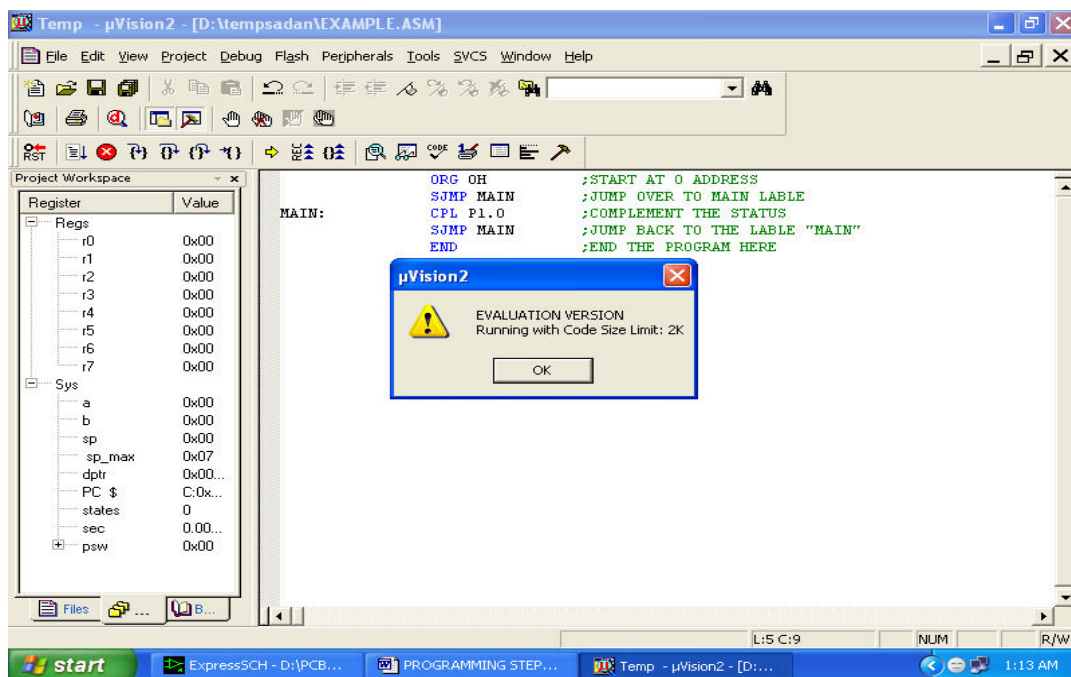 Temp - µVision2 - [D:\tempsadan\EXAMPLE.ASM]
File Edit View Project Debug Flash Peripherals Tools SVCS Window Help
RST
CODE
Project Workspace
Register Value
Regs
r0 0x00
r1 0x00
r2 0x00
r3 0x00
r4 0x00
r5 0x00
r6 0x00
r7 0x00
Sys
a 0x00
b 0x00
sp 0x00
sp_max 0x07
dptr 0x00...
PC $ C:0x...
states 0
sec 0.00...
psw 0x00
Files ... B...
ORG 0H ;START AT 0 ADDRESS
SJMP MAIN ;JUMP OVER TO MAIN LABLE
MAIN: CPL P1.0 ;COMPLEMENT THE STATUS
SJMP MAIN ;JUMP BACK TO THE LABLE "MAIN"
END ;END THE PROGRAM HERE
µVision2
EVALUATION VERSION
Running with Code Size Limit: 2K
OK
L:5 C:9 NUM R/W
start ExpressSCH - D:\PCB... PROGRAMMING STEP... Temp - µVision2 - [D:... 1:13 AM